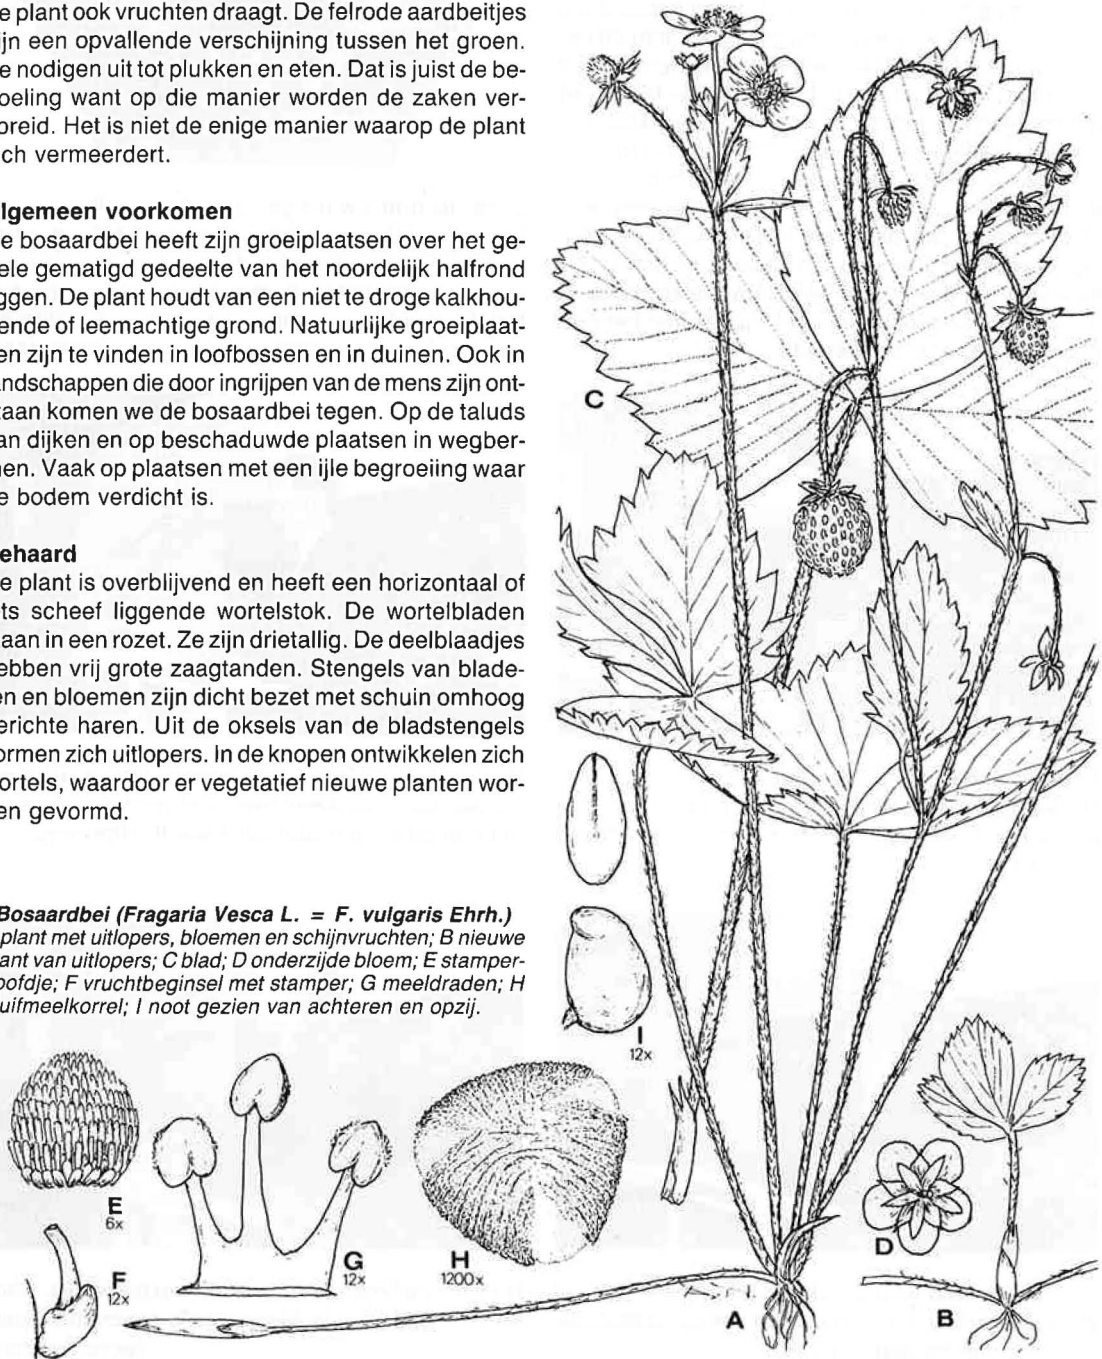 e plant ook vruchten draagt. De felrode aardbeitjes
ijn een opvallende verschijning tussen het groen.
e nodigen uit tot plukken en eten. Dat is juist de be-
oeling want op die manier worden de zaken ver-
preid. Het is niet de enige manier waarop de plant
ich vermeerdert.
lgemeen voorkomen
e bosaardbei heeft zijn groeiplaatsen over het ge-
ele gematigd gedeelte van het noordelijk halfrond
ggen. De plant houdt van een niet te droge kalkhou-
ende of leemachtige grond. Natuurlijke groeiplaat-
en zijn te vinden in loofbossen en in duinen. Ook in
andschappen die door ingrijpen van de mens zijn ont-
taan komen we de bosaardbei tegen. Op de taluds
an dijken en op beschaduwde plaatsen in wegber-
nen. Vaak op plaatsen met een ijle begroeiing waar
e bodem verdicht is.
ehaard
e plant is overblijvend en heeft een horizontaal of
ts scheef liggende wortelstok. De wortelbladen
aan in een rozet. Ze zijn drietallig. De deelblaadjes
ebben vrij grote zaagtanden. Stengels van blade-
en en bloemen zijn dicht bezet met schuin omhoog
erichte haren. Uit de oksels van de bladstengels
ormen zich uitlopers. In de knopen ontwikkelen zich
ortels, waardoor er vegetatief nieuwe planten wor-
en gevormd.
Bosaardbei (Fragaria Vesca L. = F. vulgaris Ehrh.)
plant met uitlopers, bloemen en schijnvruchten; B nieuwe
ant van uitlopers; C blad; D onderzijde bloem; E stamper-
oofdje; F vruchtbeginsel met stamper; G meeldraden; H
uifmeelkorrel; I noot gezien van achteren en opzij.
C
I
12x
E
6x
F
12x
G
12x
H
1200x
D
A
B